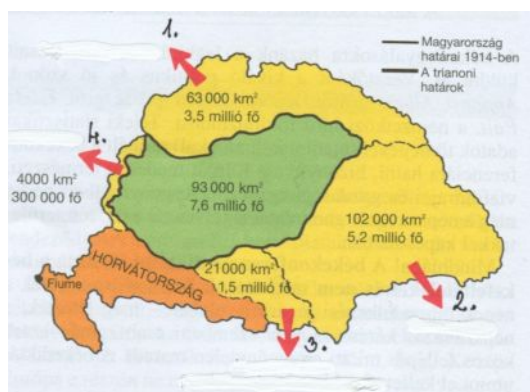 1.
Magyarország
határai 1914-ben
A trianoni
határok
63 000 km²
3,5 millió fő
4.
4000 km²
300 000 fő
93 000 km²
7,6 millió fő
102 000 km²
5,2 millió fő
HORVÁTORSZÁG
21000 km²
1,5 millió fő
Fiume
2.
3.